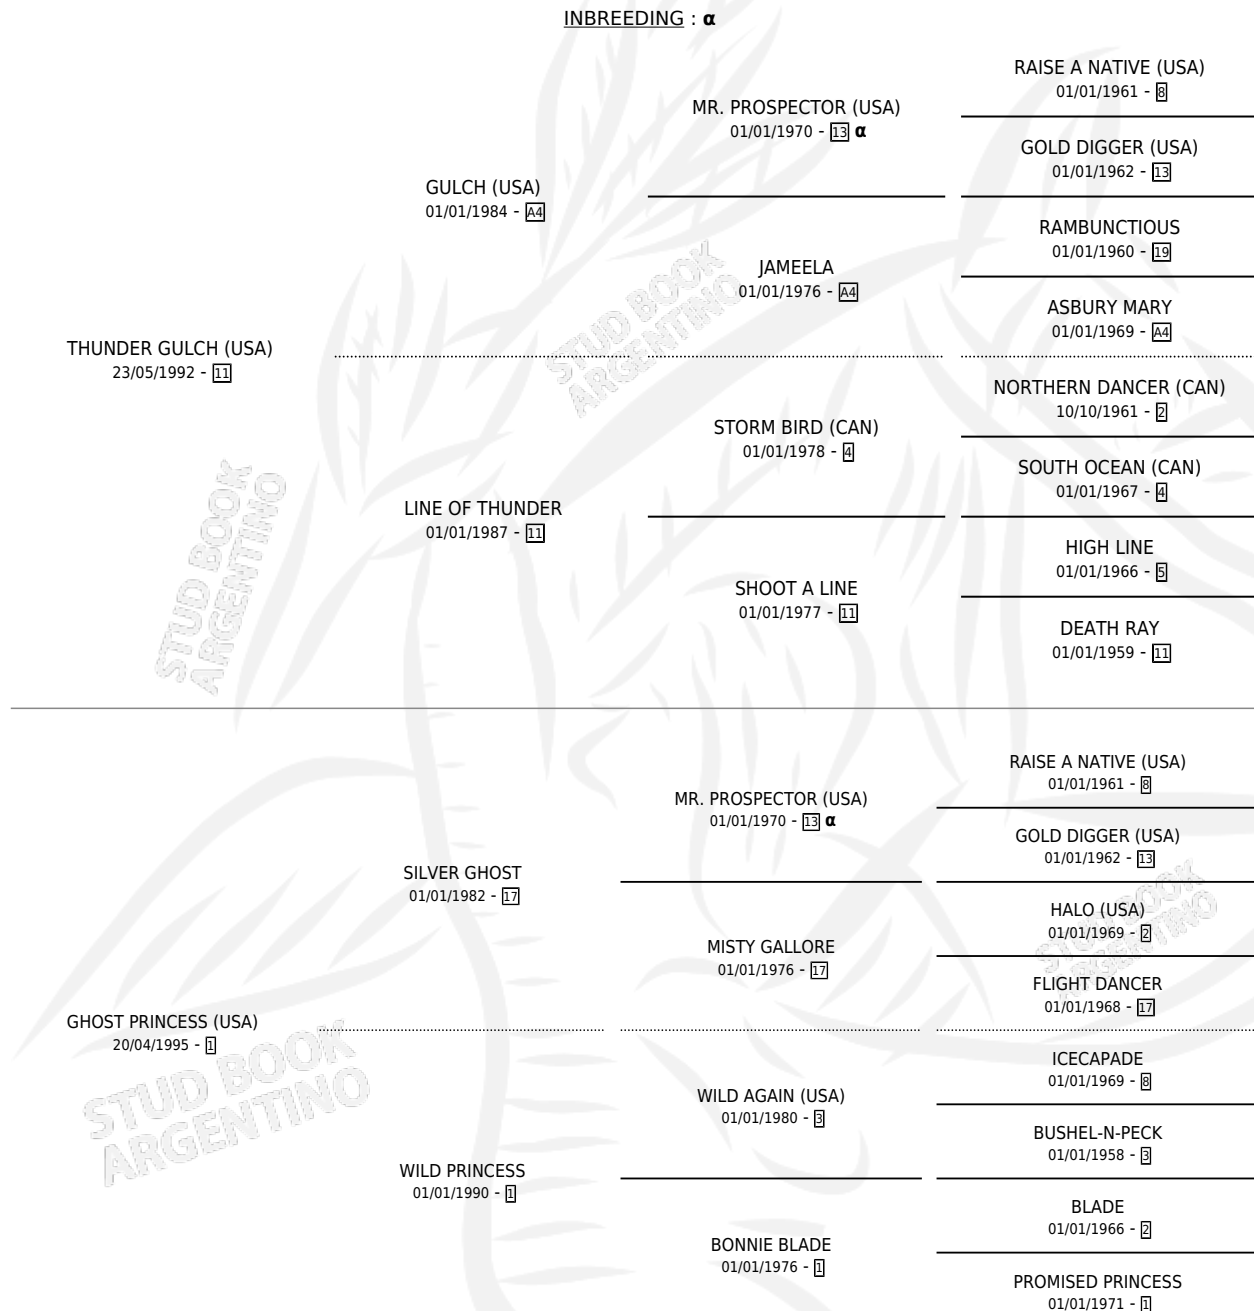 INBREEDING : α
RAISE A NATIVE (USA)
01/01/1961 - 8
MR. PROSPECTOR (USA)
01/01/1970 - 13 α
GOLD DIGGER (USA)
01/01/1962 - 13
GULCH (USA)
01/01/1984 - A4
RAMBUNCTIOUS
01/01/1960 - 19
JAMEELA
01/01/1976 - A4
ASBURY MARY
01/01/1969 - A4
THUNDER GULCH (USA)
23/05/1992 - 11
NORTHERN DANCER (CAN)
10/10/1961 - 2
STORM BIRD (CAN)
01/01/1978 - 4
SOUTH OCEAN (CAN)
01/01/1967 - 4
LINE OF THUNDER
01/01/1987 - 11
HIGH LINE
01/01/1966 - 5
SHOOT A LINE
01/01/1977 - 11
DEATH RAY
01/01/1959 - 11
RAISE A NATIVE (USA)
01/01/1961 - 8
MR. PROSPECTOR (USA)
01/01/1970 - 13 α
GOLD DIGGER (USA)
01/01/1962 - 13
SILVER GHOST
01/01/1982 - 17
HALO (USA)
01/01/1969 - 2
MISTY GALLORE
01/01/1976 - 17
FLIGHT DANCER
01/01/1968 - 17
GHOST PRINCESS (USA)
20/04/1995 - 1
ICECAPADE
01/01/1969 - 8
WILD AGAIN (USA)
01/01/1980 - 3
BUSHEL-N-PECK
01/01/1958 - 3
WILD PRINCESS
01/01/1990 - 1
BLADE
01/01/1966 - 2
BONNIE BLADE
01/01/1976 - 1
PROMISED PRINCESS
01/01/1971 - 1
STUD BOOK
ARGENTINO
STUD BOOK
ARGENTINO
STUD BOOK
ARGENTINO
STUD BOOK
ARGENTINO